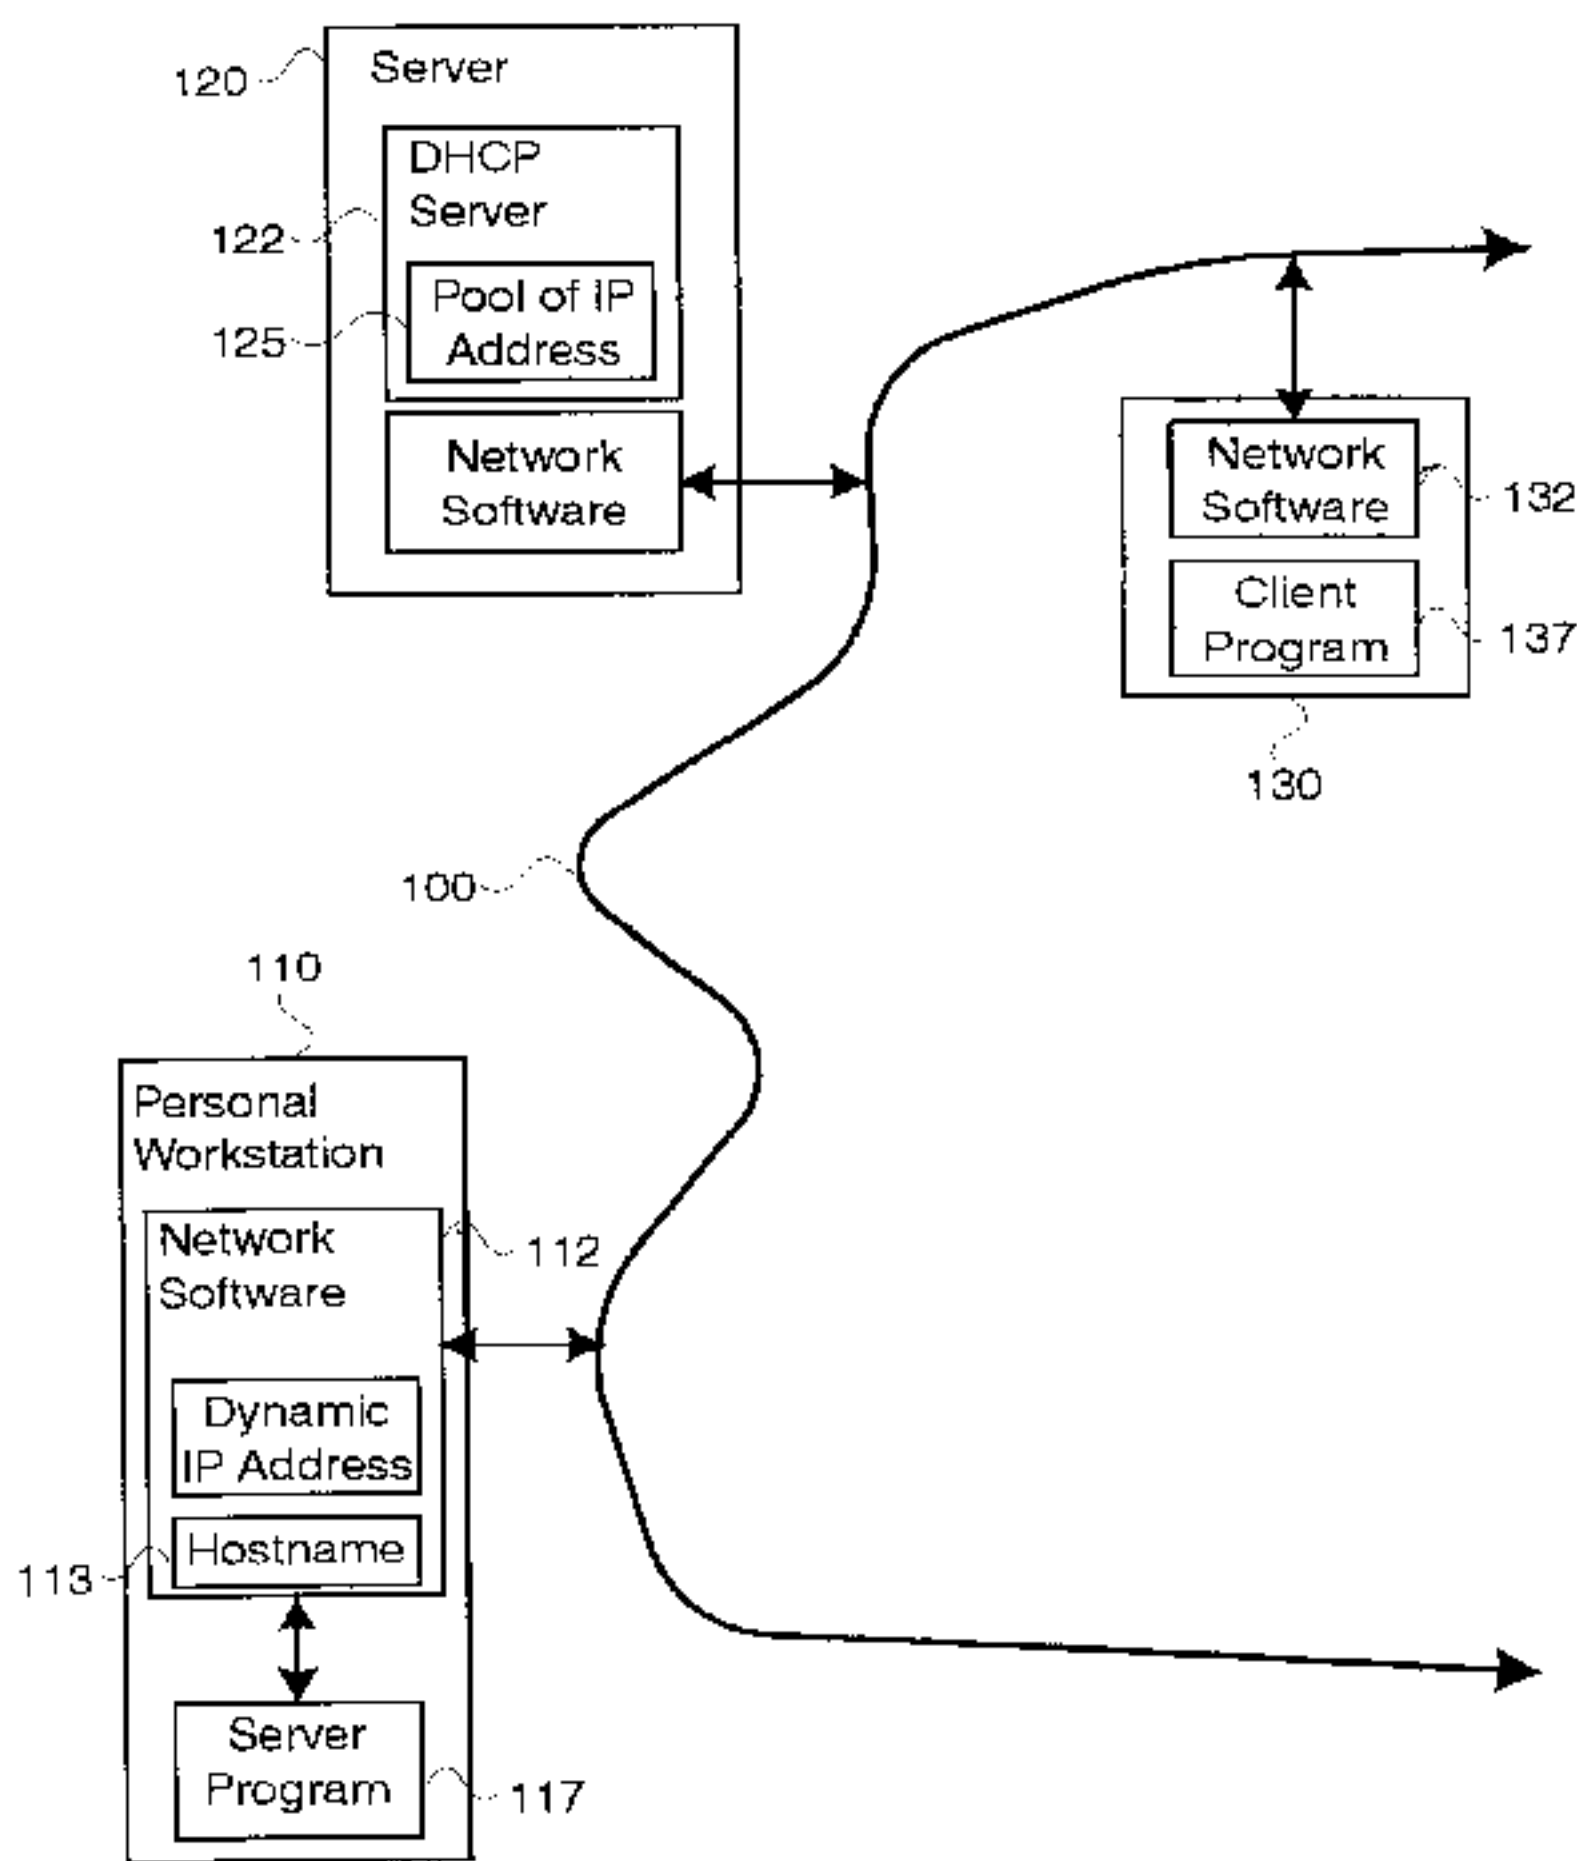 120
Server
DHCP
Server
122
Pool of IP
Address
125
Network
Software
Network
Software
132
Client
Program
137
130
100
110
Personal
Workstation
Network
Software
112
Dynamic
IP Address
Hostname
113
Server
Program
117